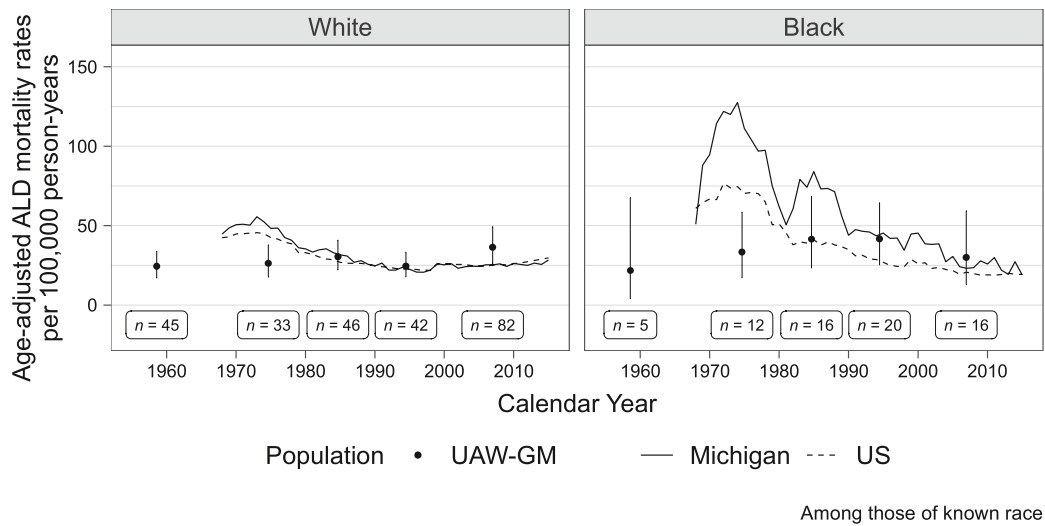 White
Black
Age-adjusted ALD mortality rates
per 100,000 person-years
150
100
50
0
n = 45
n = 33
n = 46
n = 42
n = 82
n = 5
n = 12
n = 16
n = 20
n = 16
1960 1970 1980 1990 2000 2010
1960 1970 1980 1990 2000 2010
Calendar Year
Population UAW-GM Michigan US
Among those of known race